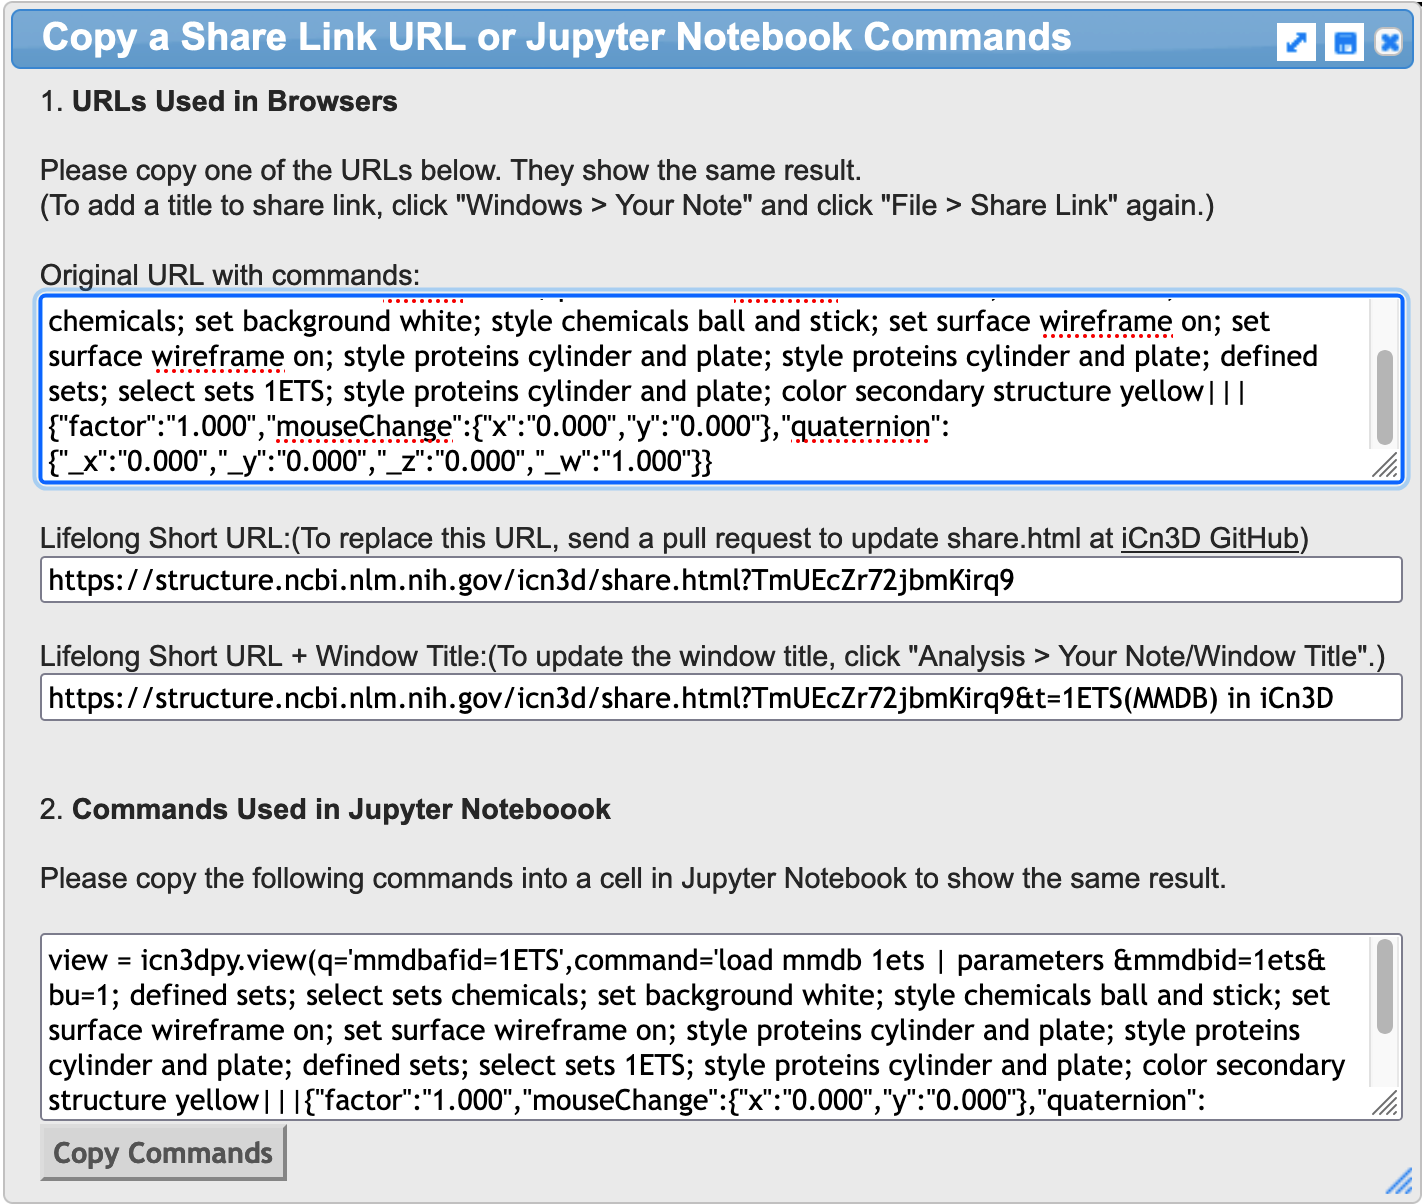 Copy a Share Link URL or Jupyter Notebook Commands
1. URLs Used in Browsers
Please copy one of the URLs below. They show the same result.
(To add a title to share link, click "Windows > Your Note" and click "File > Share Link" again.)
Original URL with commands:
chemicals; set background white; style chemicals ball and stick; set surface wireframe on; set
surface wireframe on; style proteins cylinder and plate; style proteins cylinder and plate; defined
sets; select sets 1ETS; style proteins cylinder and plate; color secondary structure yellow|||
{"factor":"1.000","mouseChange":{"x":"0.000","y":"0.000"},"quaternion":
{"_x":"0.000","_y":"0.000","_z":"0.000","_w":"1.000"}}
Lifelong Short URL:(To replace this URL, send a pull request to update share.html at iCn3D GitHub)
https://structure.ncbi.nlm.nih.gov/icn3d/share.html?TmUEcZr72jbmKirq9
Lifelong Short URL + Window Title:(To update the window title, click "Analysis > Your Note/Window Title".)
https://structure.ncbi.nlm.nih.gov/icn3d/share.html?TmUEcZr72jbmKirq9&t=1ETS(MMDB) in iCn3D
2. Commands Used in Jupyter Noteboook
Please copy the following commands into a cell in Jupyter Notebook to show the same result.
view = icn3dpy.view(q='mmdbafid=1ETS',command='load mmdb 1ets | parameters &mmdbid=1ets&
bu=1; defined sets; select sets chemicals; set background white; style chemicals ball and stick; set
surface wireframe on; set surface wireframe on; style proteins cylinder and plate; style proteins
cylinder and plate; defined sets; select sets 1ETS; style proteins cylinder and plate; color secondary
structure yellow|||{"factor":"1.000","mouseChange":{"x":"0.000","y":"0.000"},"quaternion":
Copy Commands